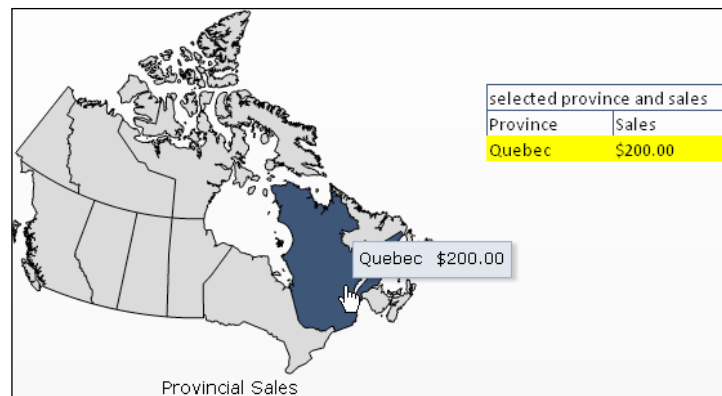 selected province and sales
Province Sales
Quebec $200.00
Quebec $200.00
Provincial Sales